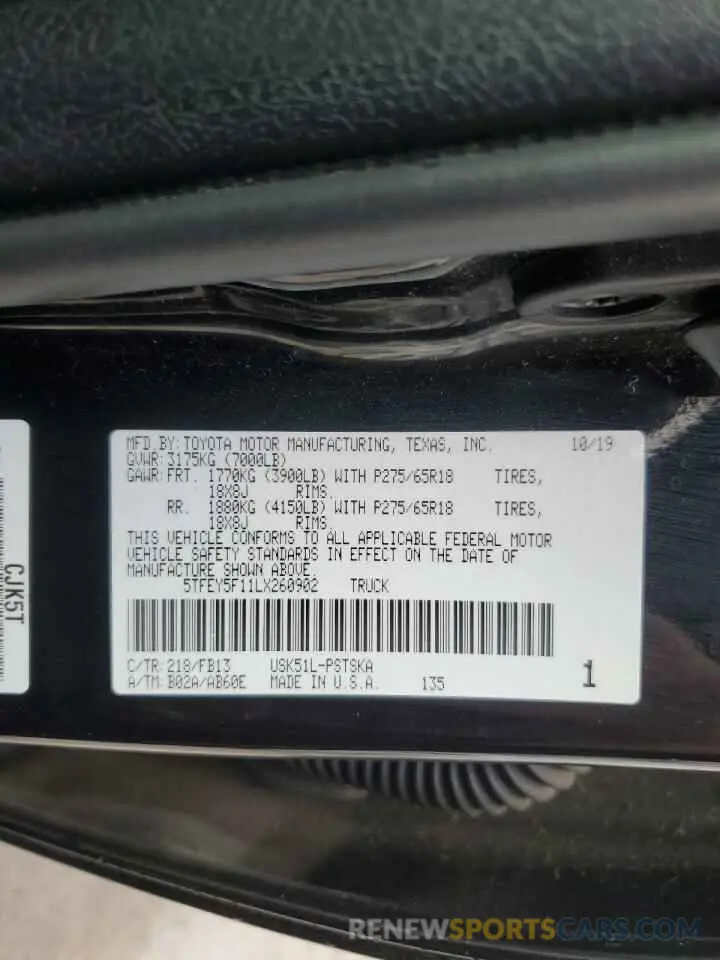 MFD.BY:TOYOTA MOTOR MANUFACTURING, TEXAS, INC. 10/19
GVWR:3175KG (7000LB)
GAWR:FRT. 1770KG (3900LB) WITH P275/65R18 TIRES,
18X8J RIMS.
RR. 1880KG (4150LB) WITH P275/65R18 TIRES,
18X8J RIMS.
THIS VEHICLE CONFORMS TO ALL APPLICABLE FEDERAL MOTOR
VEHICLE SAFETY STANDARDS IN EFFECT ON THE DATE OF
MANUFACTURE SHOWN ABOVE.
5TFEY5F11LX260902 TRUCK
C/TR:218/FB13 USK51L-PSTSKA
A/TM:B02A/AB60E MADE IN U.S.A. 135 1
CJK5T
RENEWSPORTSCARS.COM